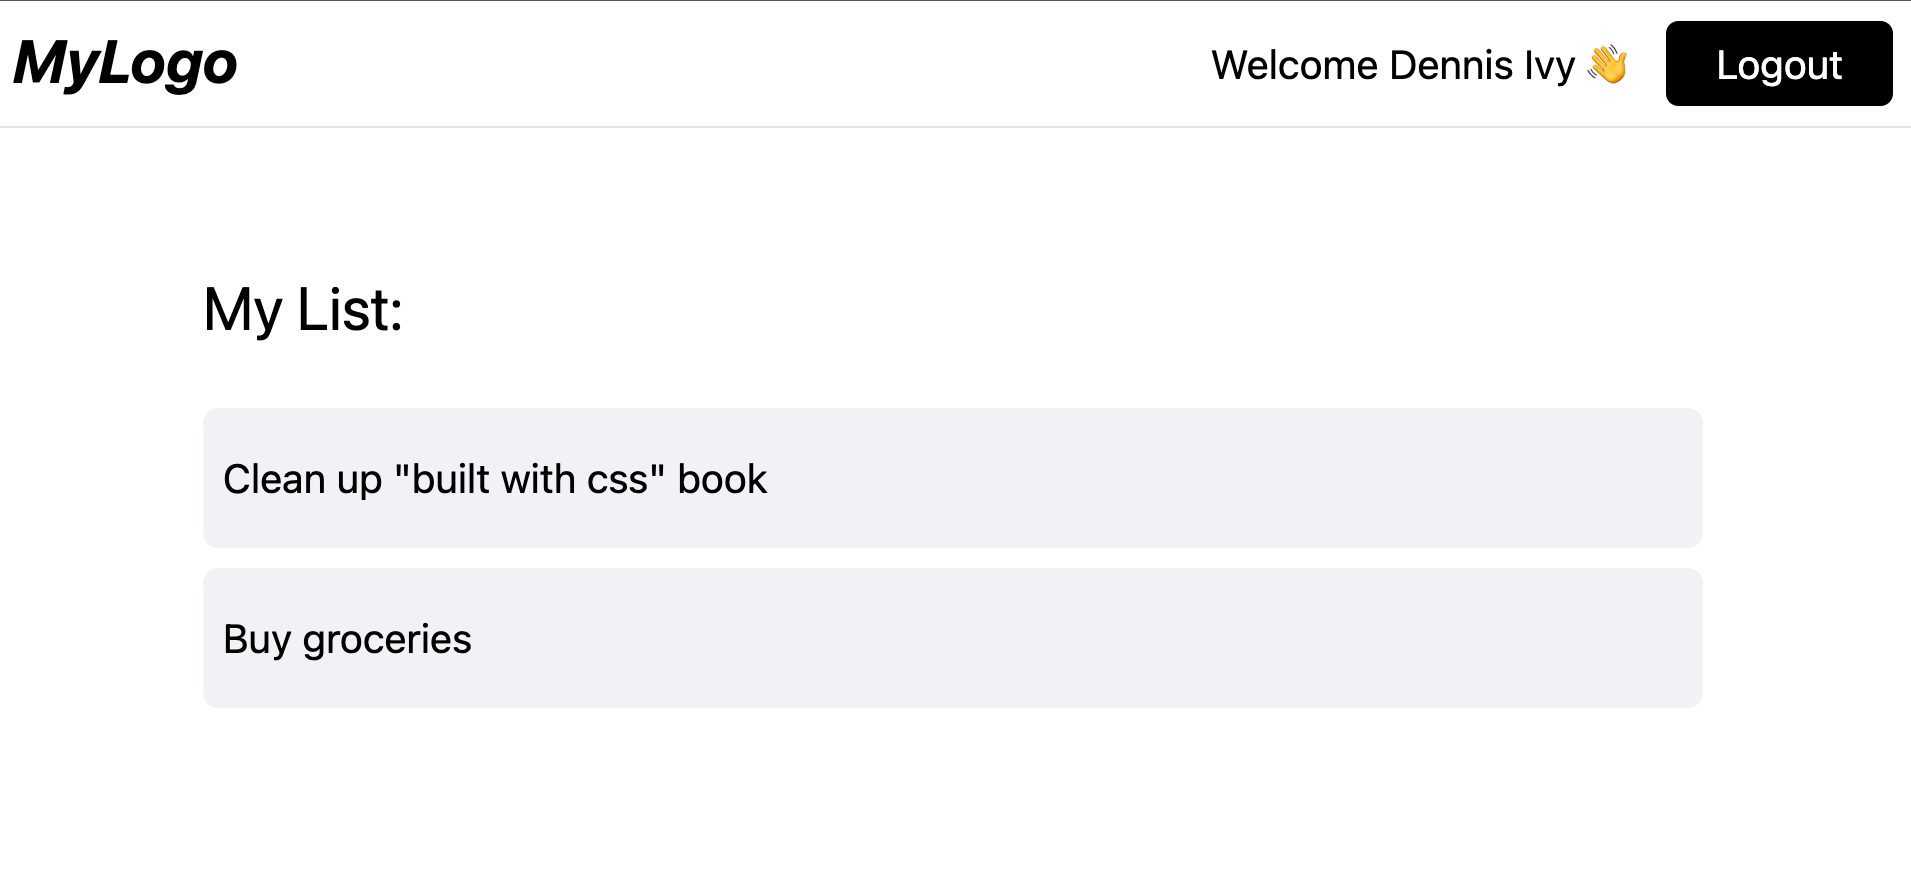 MyLogo
Welcome Dennis Ivy 👋
Logout
My List:
Clean up "built with css" book
Buy groceries